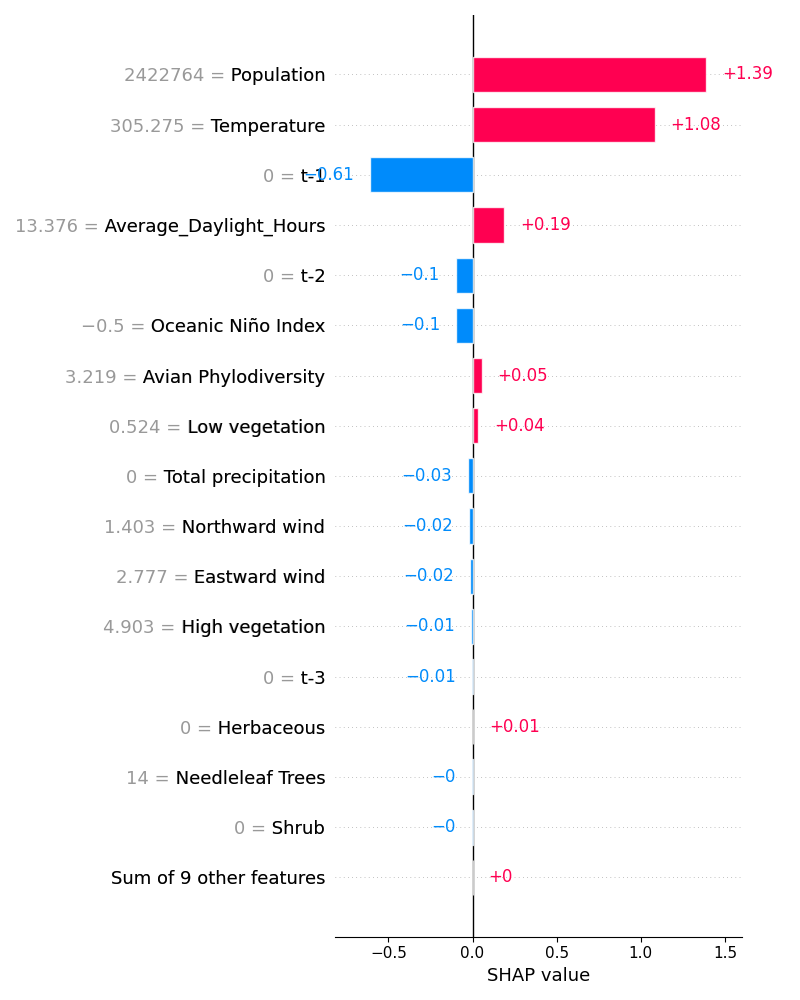 2422764 = Population +1.39
305.275 = Temperature +1.08
0 = t-1 −0.61
13.376 = Average_Daylight_Hours +0.19
0 = t-2 −0.1
−0.5 = Oceanic Niño Index −0.1
3.219 = Avian Phylodiversity +0.05
0.524 = Low vegetation +0.04
0 = Total precipitation −0.03
1.403 = Northward wind −0.02
2.777 = Eastward wind −0.02
4.903 = High vegetation −0.01
0 = t-3 −0.01
0 = Herbaceous +0.01
14 = Needleleaf Trees −0
0 = Shrub −0
Sum of 9 other features +0
−0.5 0.0 0.5 1.0 1.5
SHAP value